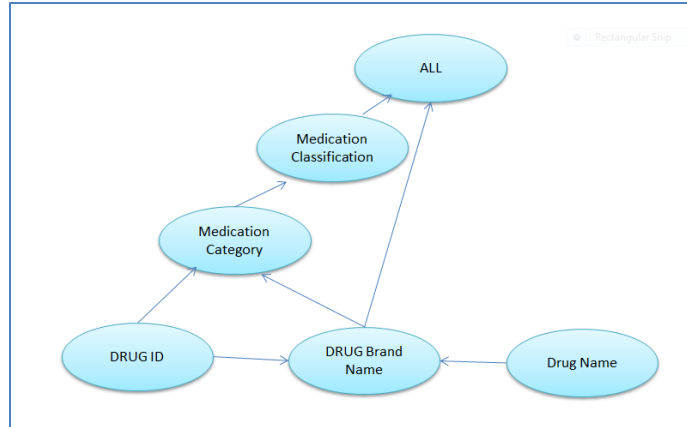 Rectangular Snip
ALL
Medication
Classification
Medication
Category
DRUG ID
DRUG Brand
Name
Drug Name